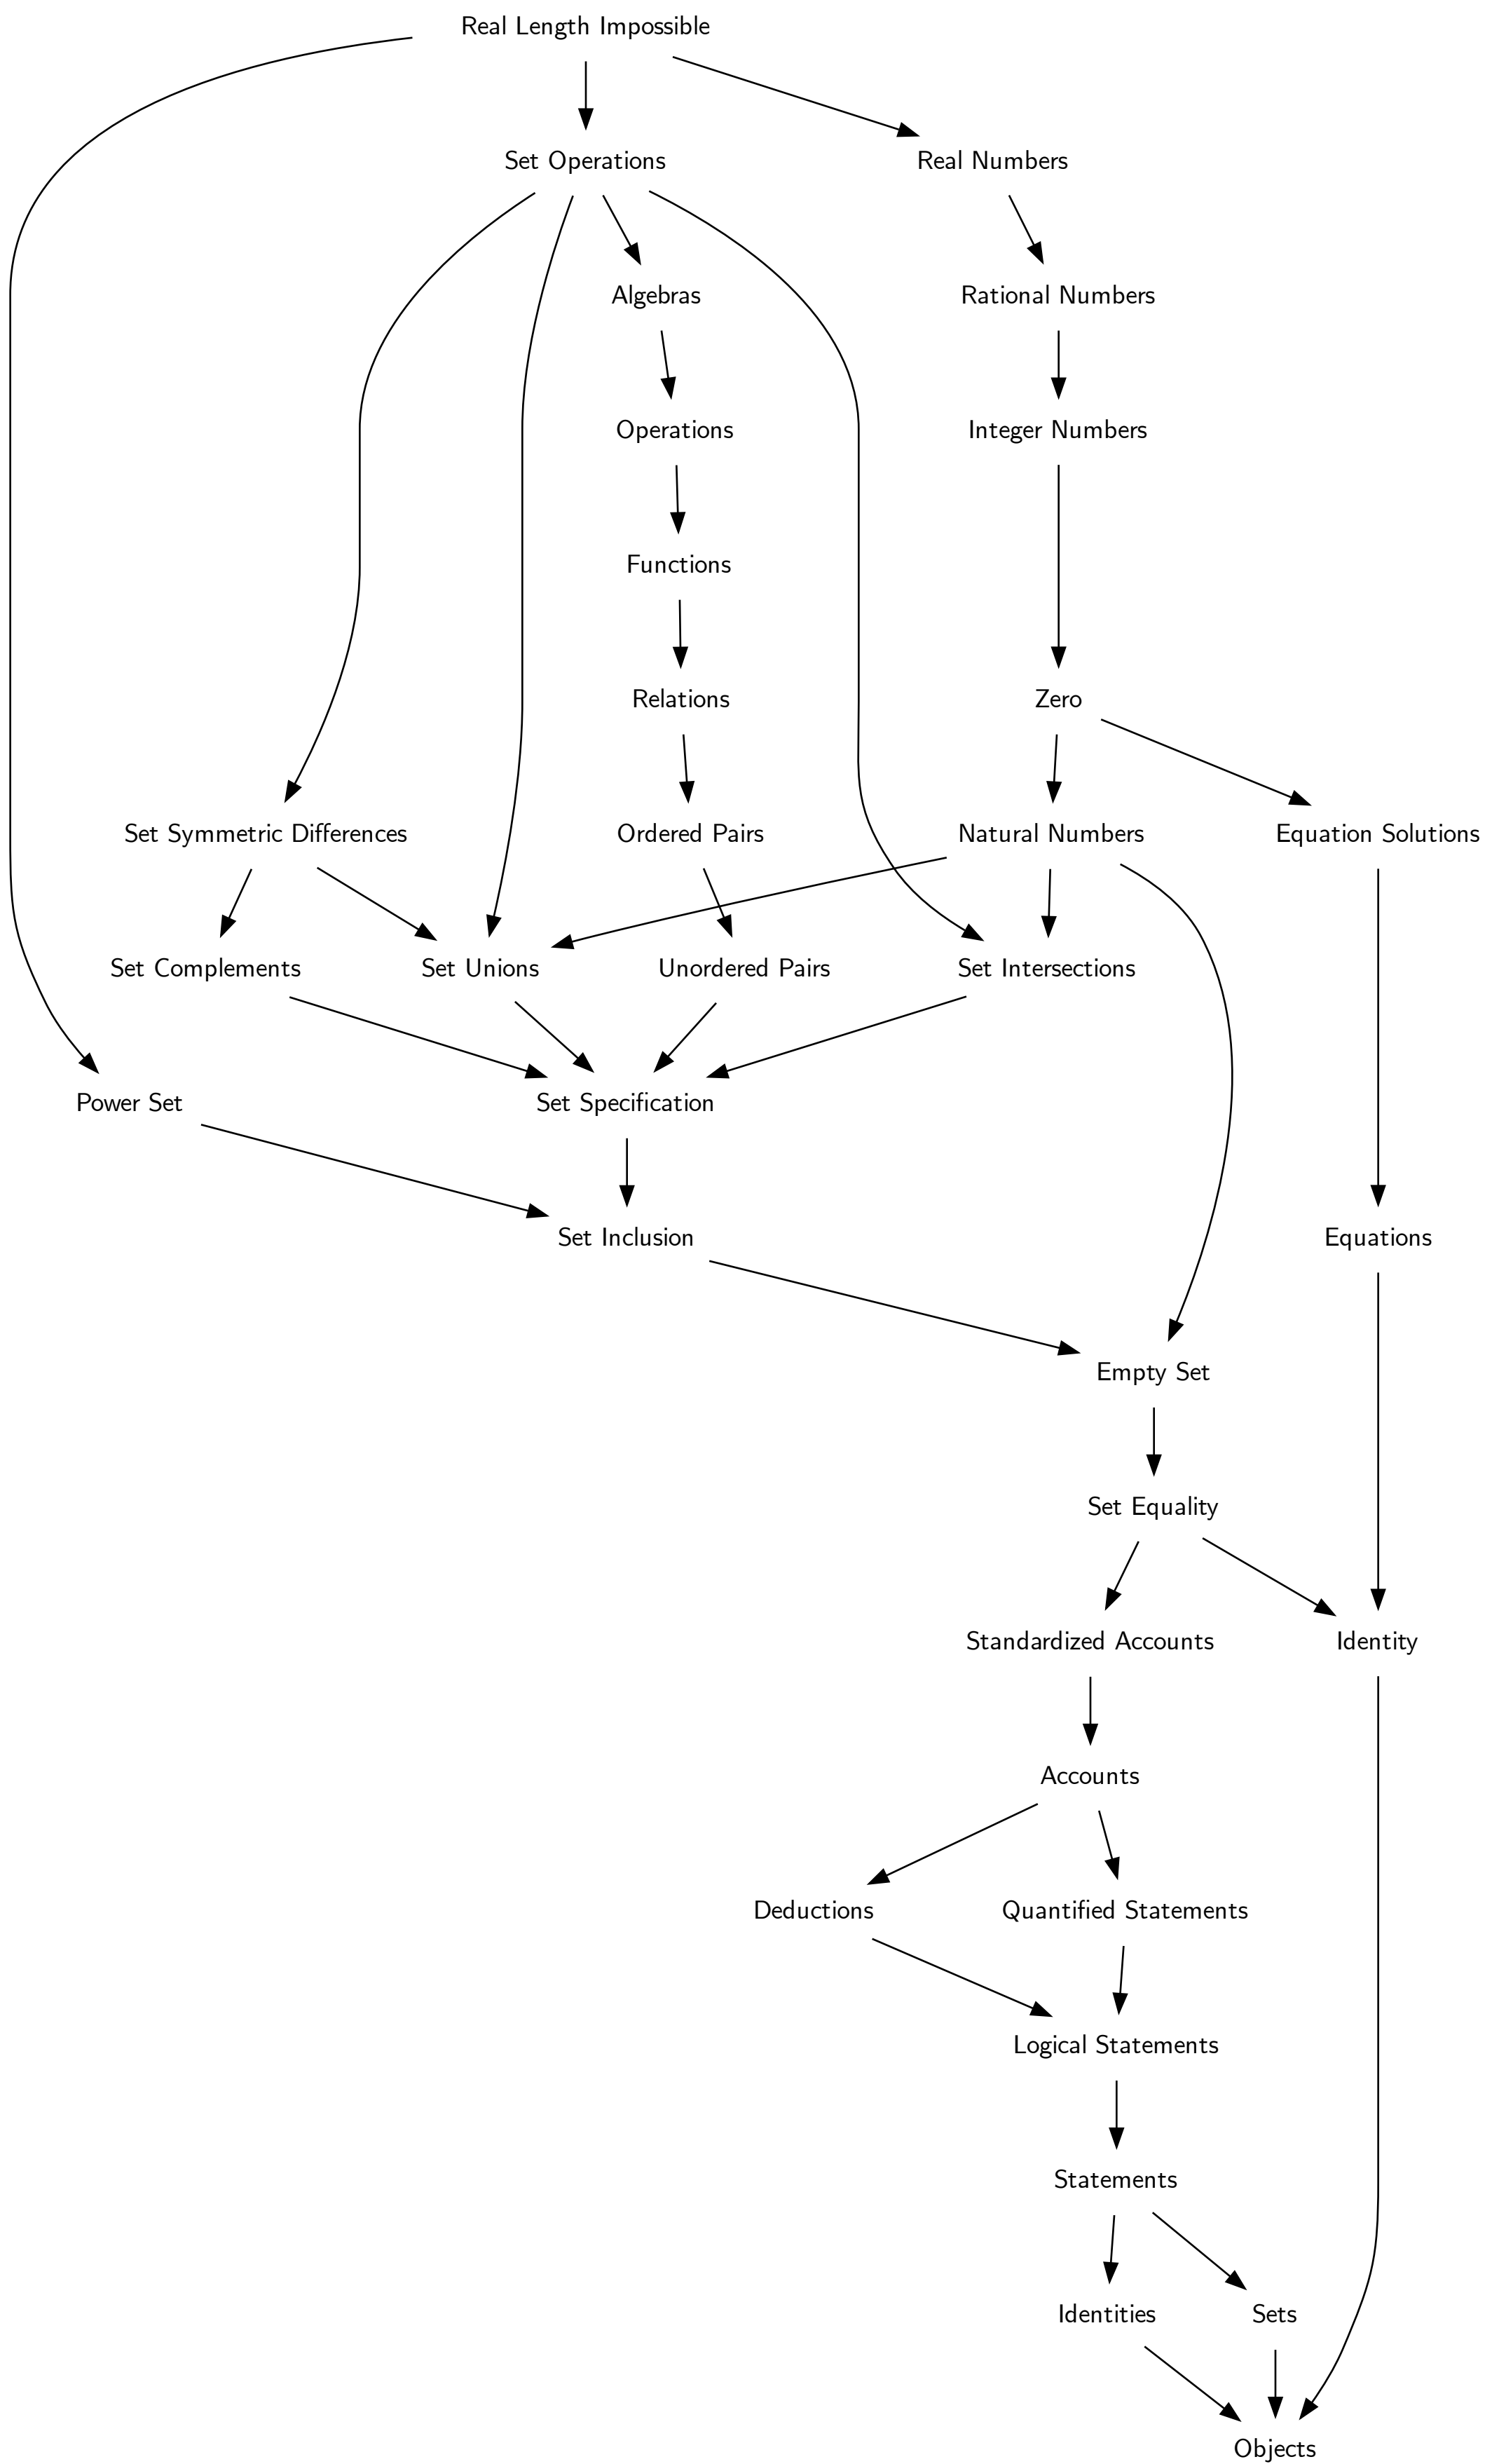 Real Length Impossible
Set Operations
Real Numbers
Algebras
Rational Numbers
Operations
Integer Numbers
Functions
Relations
Zero
Set Symmetric Differences
Ordered Pairs
Natural Numbers
Equation Solutions
Set Complements
Set Unions
Unordered Pairs
Set Intersections
Power Set
Set Specification
Set Inclusion
Equations
Empty Set
Set Equality
Standardized Accounts
Identity
Accounts
Deductions
Quantified Statements
Logical Statements
Statements
Identities
Sets
Objects